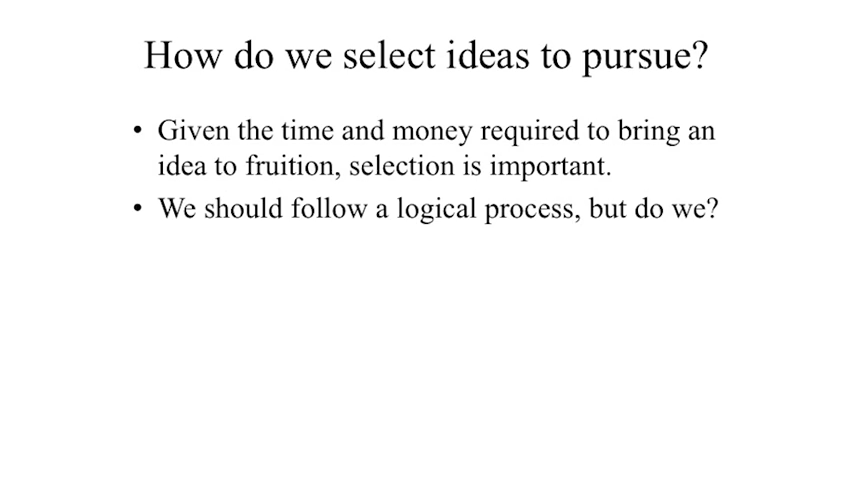 How do we select ideas to pursue?
• Given the time and money required to bring an
idea to fruition, selection is important.
• We should follow a logical process, but do we?